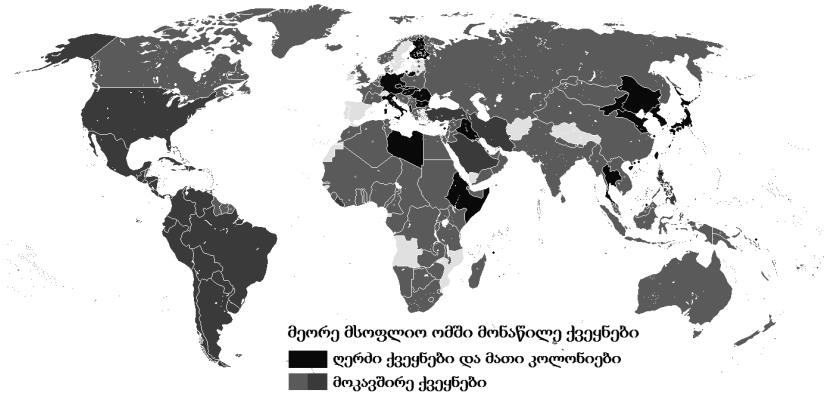 მეორე მსოფლიო ომში მონაწილე ქვეყნები
ღერძი ქვეყნები და მათი კოლონიები
მოკავშირე ქვეყნები